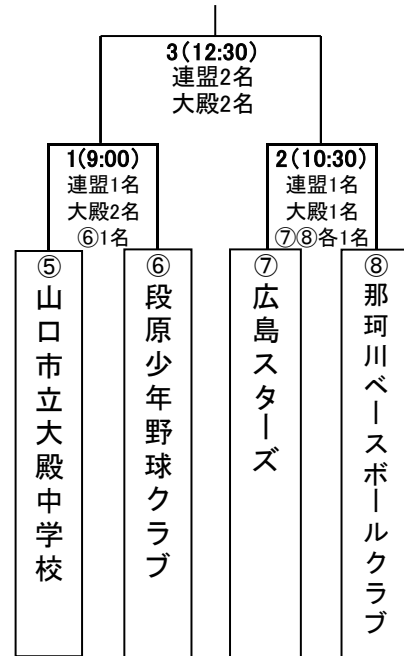 3(12:30)
連盟2名
大殿2名
1(9:00)
連盟1名
大殿2名
⑥1名
2(10:30)
連盟1名
大殿1名
⑦⑧各1名
⑤山口市立大殿中学校
⑥段原少年野球クラブ
⑦広島スターズ
⑧那珂川ベースボールクラブ